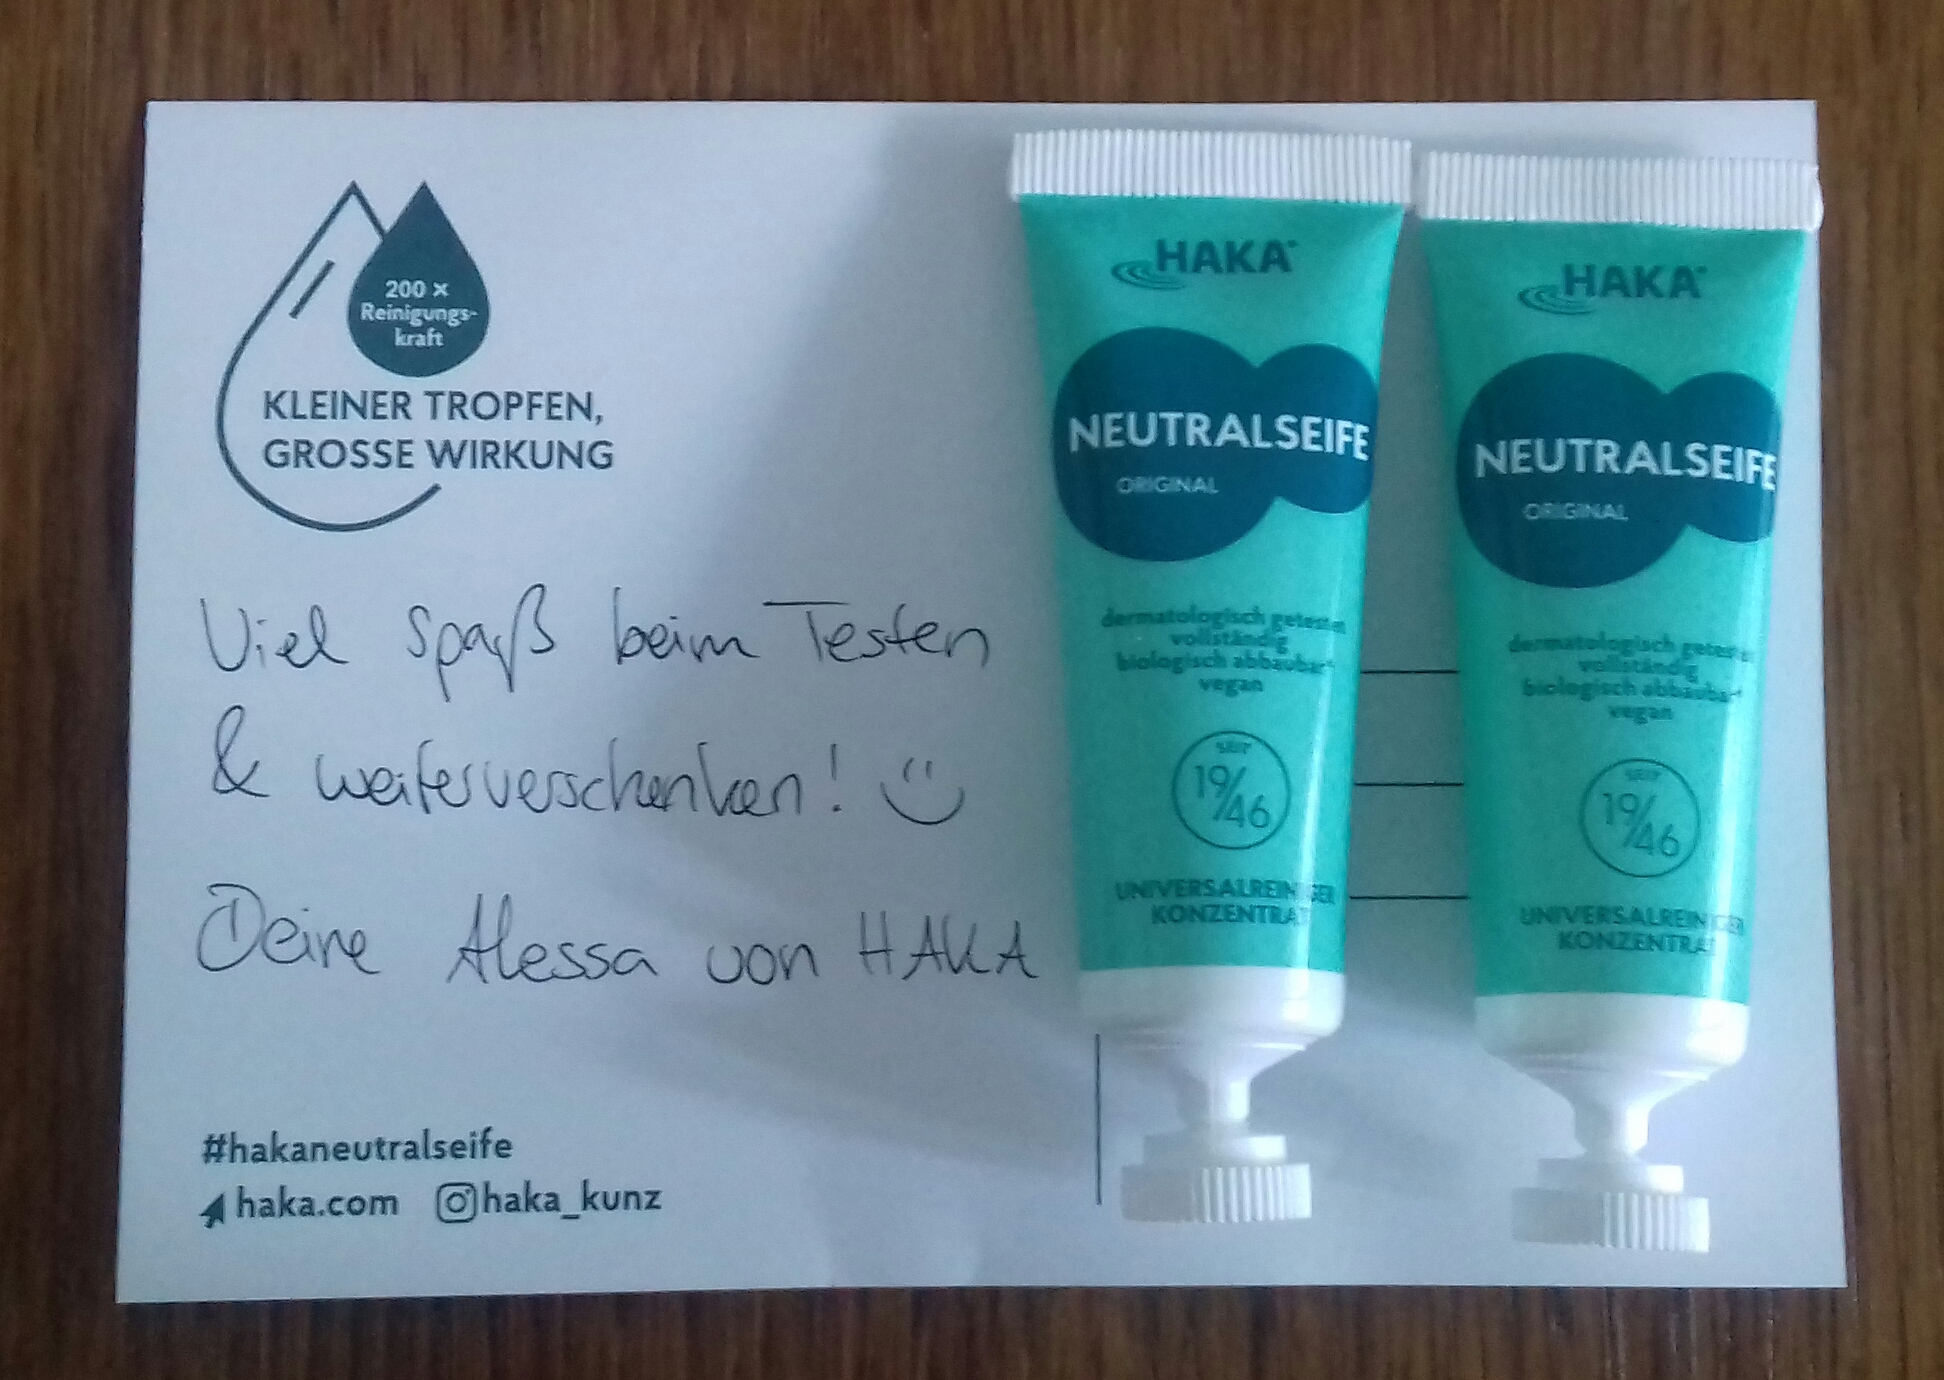 200 ×
Reinigungs-
kraft
KLEINER TROPFEN,
GROSSE WIRKUNG
Viel Spaß beim Testen
& weiterverschenken! :)
Deine Alessa von HAKA
#hakaneutralseife
haka.com haka_kunz
HAKA
NEUTRALSEIFE
ORIGINAL
dermatologisch getestet
vollständig
biologisch abbaubar*
vegan
SEIT
19/46
UNIVERSALREINIGER
KONZENTRAT
HAKA
NEUTRALSEIFE
ORIGINAL
dermatologisch getestet
vollständig
biologisch abbaubar*
vegan
SEIT
19/46
UNIVERSALREINIGER
KONZENTRAT